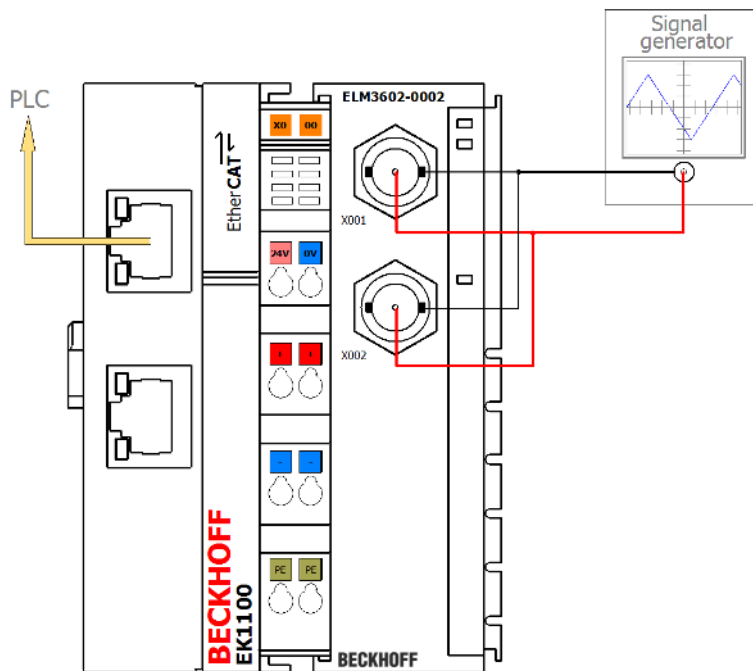 Signal
generator
PLC
ELM3602-0002
X0 00
EtherCAT
X001
24V 0V
X002
+ +
- -
PE PE
BECKHOFF
EK1100
BECKHOFF